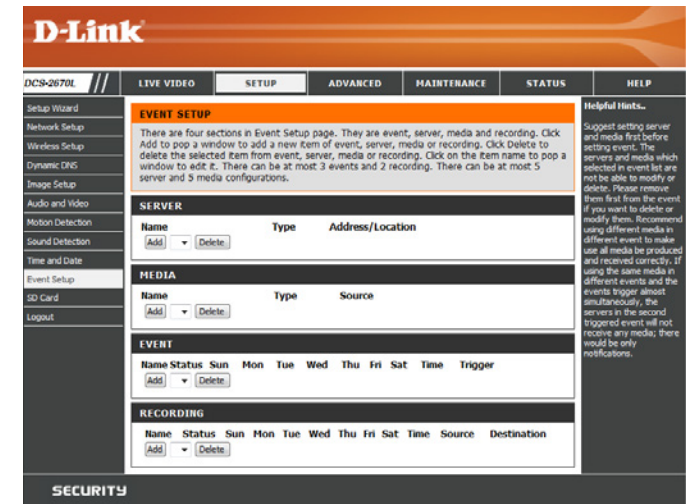 D-Link
DCS-2670L
LIVE VIDEO SETUP ADVANCED MAINTENANCE STATUS HELP
Setup Wizard
Network Setup
Wireless Setup
Dynamic DNS
Image Setup
Audio and Video
Motion Detection
Sound Detection
Time and Date
Event Setup
SD Card
Logout
EVENT SETUP
There are four sections in Event Setup page. They are event, server, media and recording. Click
Add to pop a window to add a new item of event, server, media or recording. Click Delete to
delete the selected item from event, server, media or recording. Click on the item name to pop a
window to edit it. There can be at most 3 events and 2 recording. There can be at most 5
server and 5 media configurations.
SERVER
Name Type Address/Location
Add Delete
MEDIA
Name Type Source
Add Delete
EVENT
Name Status Sun Mon Tue Wed Thu Fri Sat Time Trigger
Add Delete
RECORDING
Name Status Sun Mon Tue Wed Thu Fri Sat Time Source Destination
Add Delete
Helpful Hints..
Suggest setting server
and media first before
setting event. The
servers and media which
selected in event list are
not be able to modify or
delete. Please remove
them first from the event
if you want to delete or
modify them. Recommend
using different media in
different event to make
use all media be produced
and received correctly. If
using the same media in
different events and the
events trigger almost
simultaneously, the
servers in the second
triggered event will not
receive any media; there
would be only
notifications.
SECURITY